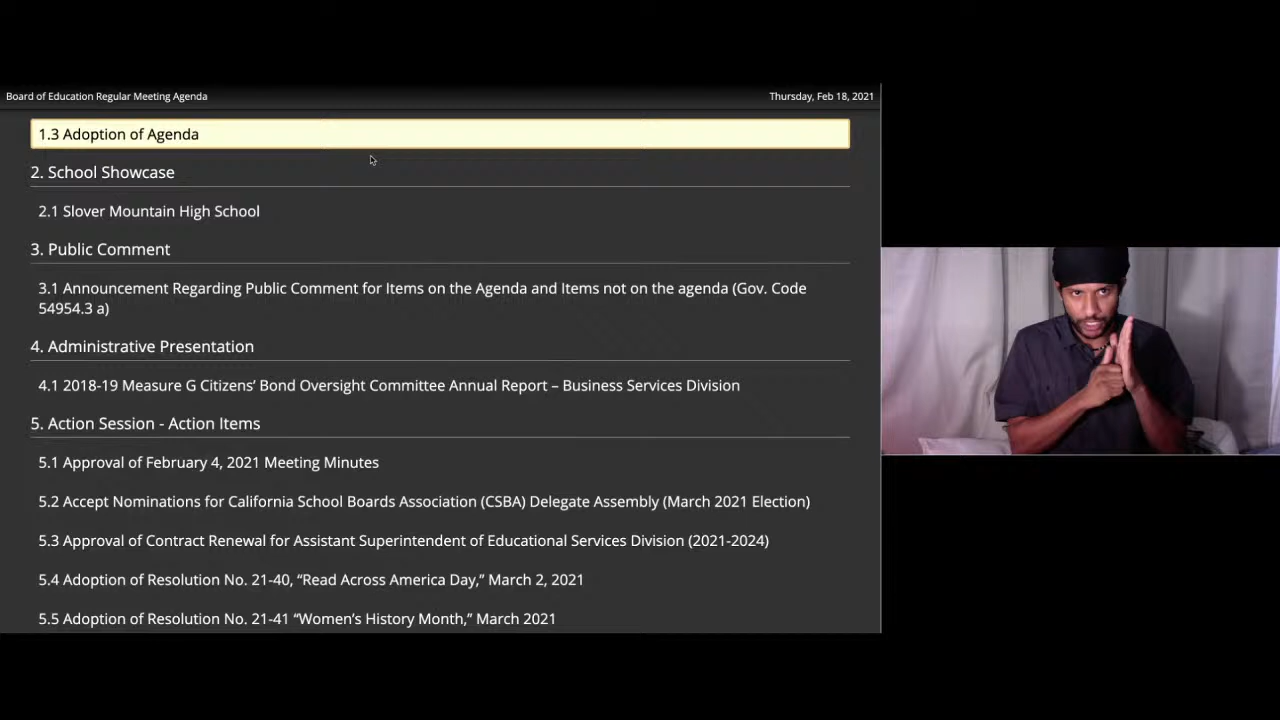 Board of Education Regular Meeting Agenda
Thursday, Feb 18, 2021
1.3 Adoption of Agenda
2. School Showcase
2.1 Slover Mountain High School
3. Public Comment
3.1 Announcement Regarding Public Comment for Items on the Agenda and Items not on the agenda (Gov. Code
54954.3 a)
4. Administrative Presentation
4.1 2018-19 Measure G Citizens’ Bond Oversight Committee Annual Report – Business Services Division
5. Action Session - Action Items
5.1 Approval of February 4, 2021 Meeting Minutes
5.2 Accept Nominations for California School Boards Association (CSBA) Delegate Assembly (March 2021 Election)
5.3 Approval of Contract Renewal for Assistant Superintendent of Educational Services Division (2021-2024)
5.4 Adoption of Resolution No. 21-40, “Read Across America Day,” March 2, 2021
5.5 Adoption of Resolution No. 21-41 “Women’s History Month,” March 2021